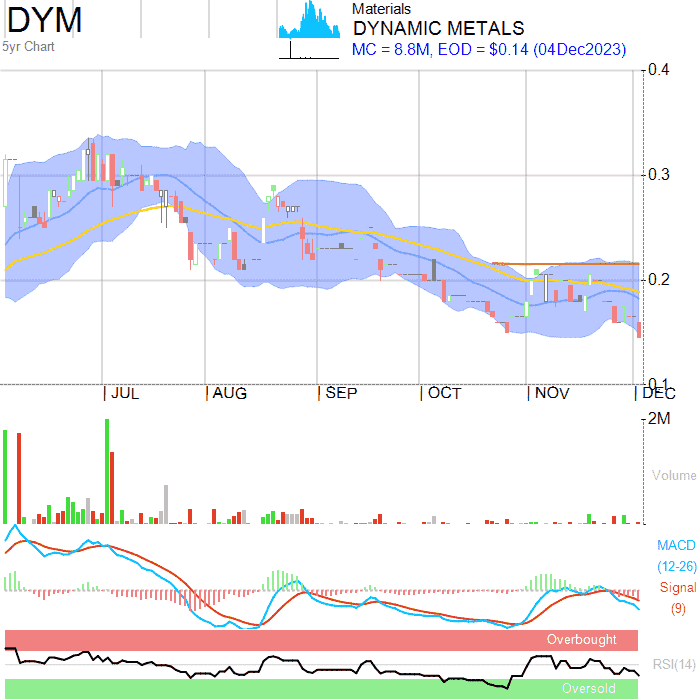 DYM
5yr Chart
Materials
DYNAMIC METALS
MC = 8.8M, EOD = $0.14 (04Dec2023)
0.4
0.3
0.2
0.1
JUL AUG SEP OCT NOV DEC
2M
Volume
MACD
(12-26)
Signal
(9)
Overbought
RSI(14)
Oversold